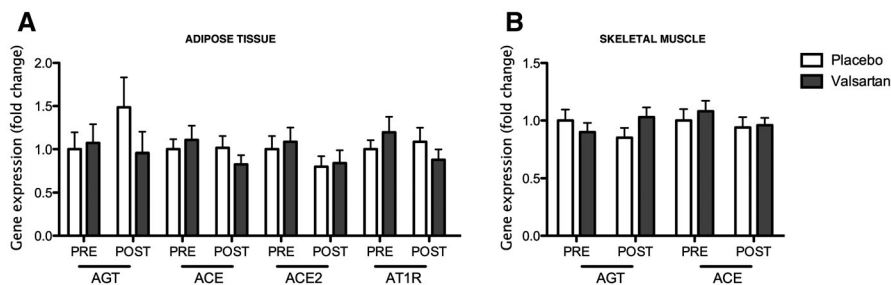 A
ADIPOSE TISSUE
Gene expression (fold change)
2.0
1.5
1.0
0.5
0.0
PRE POST PRE POST PRE POST PRE POST
AGT ACE ACE2 AT1R
B
SKELETAL MUSCLE
Gene expression (fold change)
1.5
1.0
0.5
0.0
PRE POST PRE POST
AGT ACE
Placebo
Valsartan